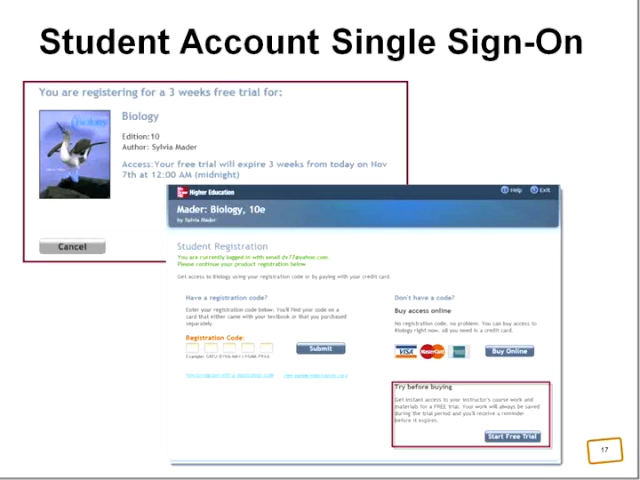 Student Account Single Sign-On
You are registering for a 3 weeks free trial for:
Biology
Edition:10
Author: Sylvia Mader
Access:Your free trial will expire 3 weeks from today on Nov
7th at 12:00 AM (midnight)
Cancel
Higher Education
Help
Exit
Mader: Biology, 10e
by Sylvia Mader
Student Registration
You are currently logged in with email
Please continue your product registration below
Get access to Biology using your registration code or by paying with your credit card.
Have a registration code?
Enter your registration code below. You'll find your code on
a card that either came with your textbook or that you purchased
separately.
Registration Code:
Submit
Don't have a code?
Buy access online
No registration code, no problem. You can buy access to
Biology right now, all you need is a credit card.
VISA
MasterCard
Buy Online
Try before buying
Get instant access to your instructor's course work and
materials for a FREE trial. Your work will always be saved
during the trial period and you'll receive a reminder
before it expires.
Start Free Trial
17